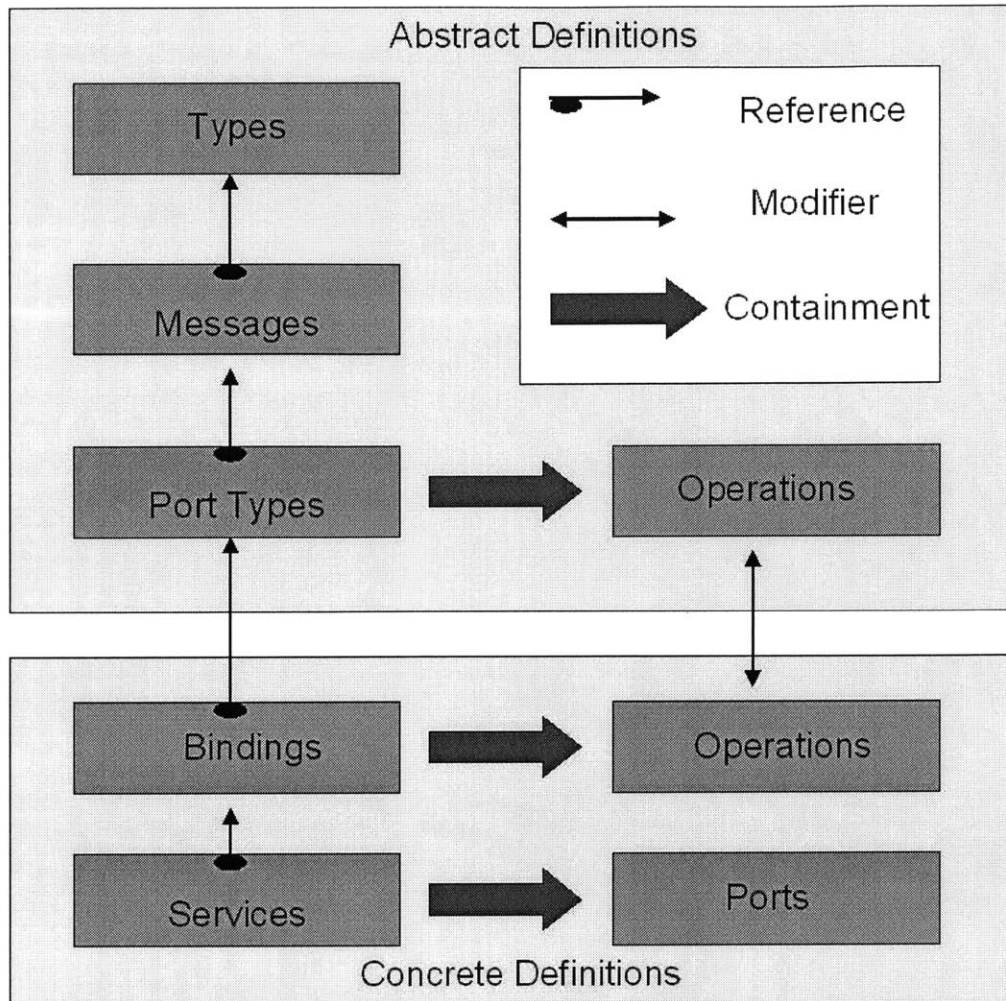 Abstract Definitions
Types
Reference
Modifier
Messages
Containment
Port Types
Operations
Bindings
Operations
Services
Ports
Concrete Definitions